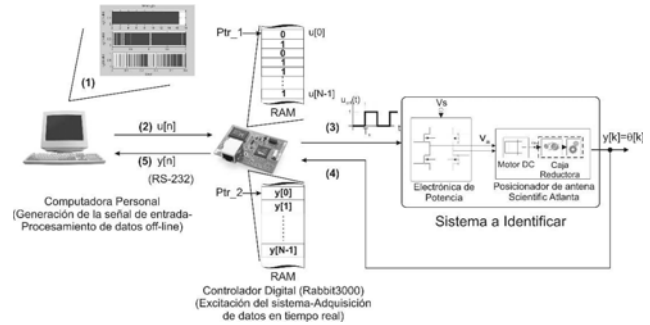 (1)
Ptr_1
0
1
0
1
1
1
u[0]
u[N-1]
RAM
(2) u[n]
(5) y[n]
(RS-232)
(3)
(4)
Vs
Electrónica de
Potencia
Motor DC
Caja
Reductora
Posicionador de antena
Scientific Atlanta
y[k]=θ[k]
Sistema a Identificar
Computadora Personal
(Generación de la señal de entrada-
Procesamiento de datos off-line)
Ptr_2
y[0]
y[1]
y[N-1]
RAM
Controlador Digital (Rabbit3000)
(Excitación del sistema-Adquisición
de datos en tiempo real)